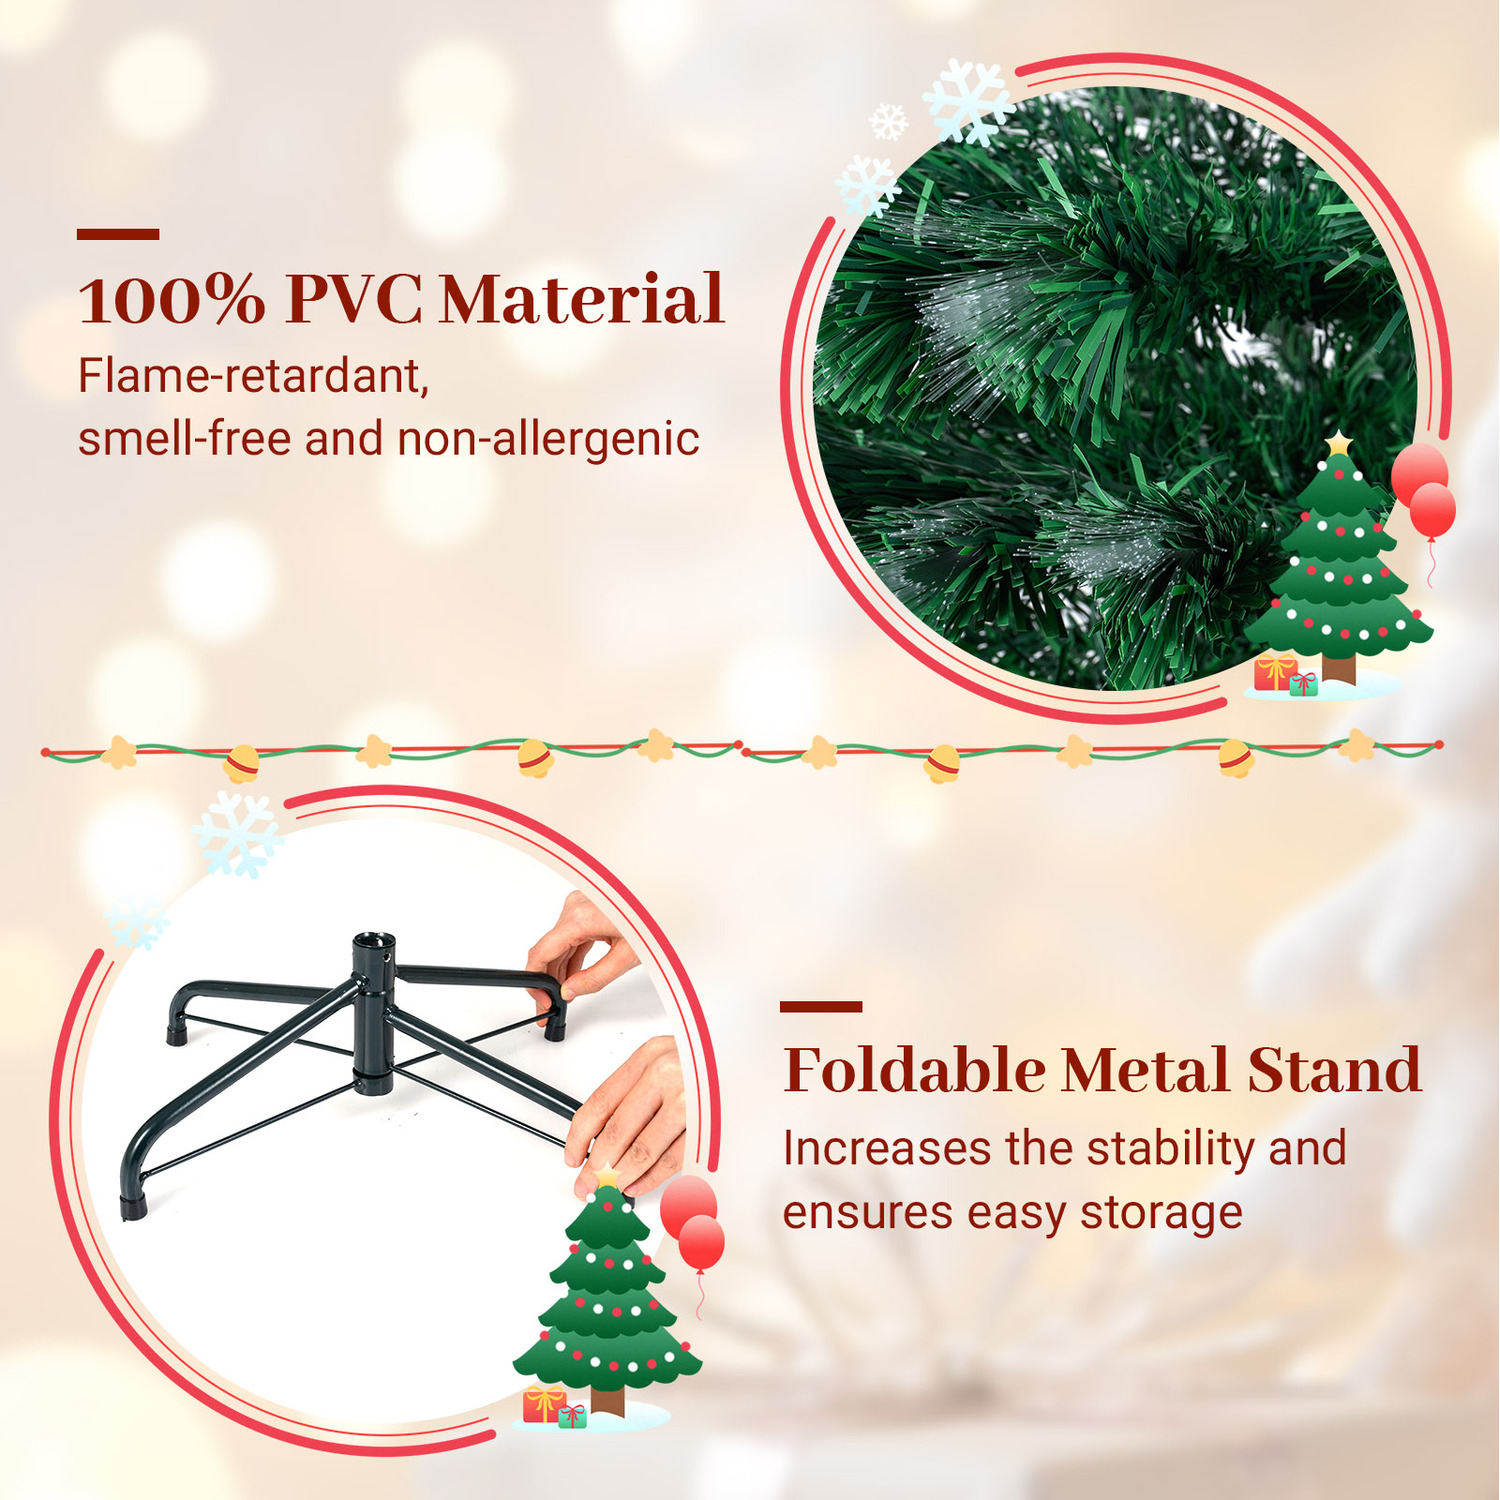 100% PVC Material
Flame-retardant,
smell-free and non-allergenic
Foldable Metal Stand
Increases the stability and
ensures easy storage